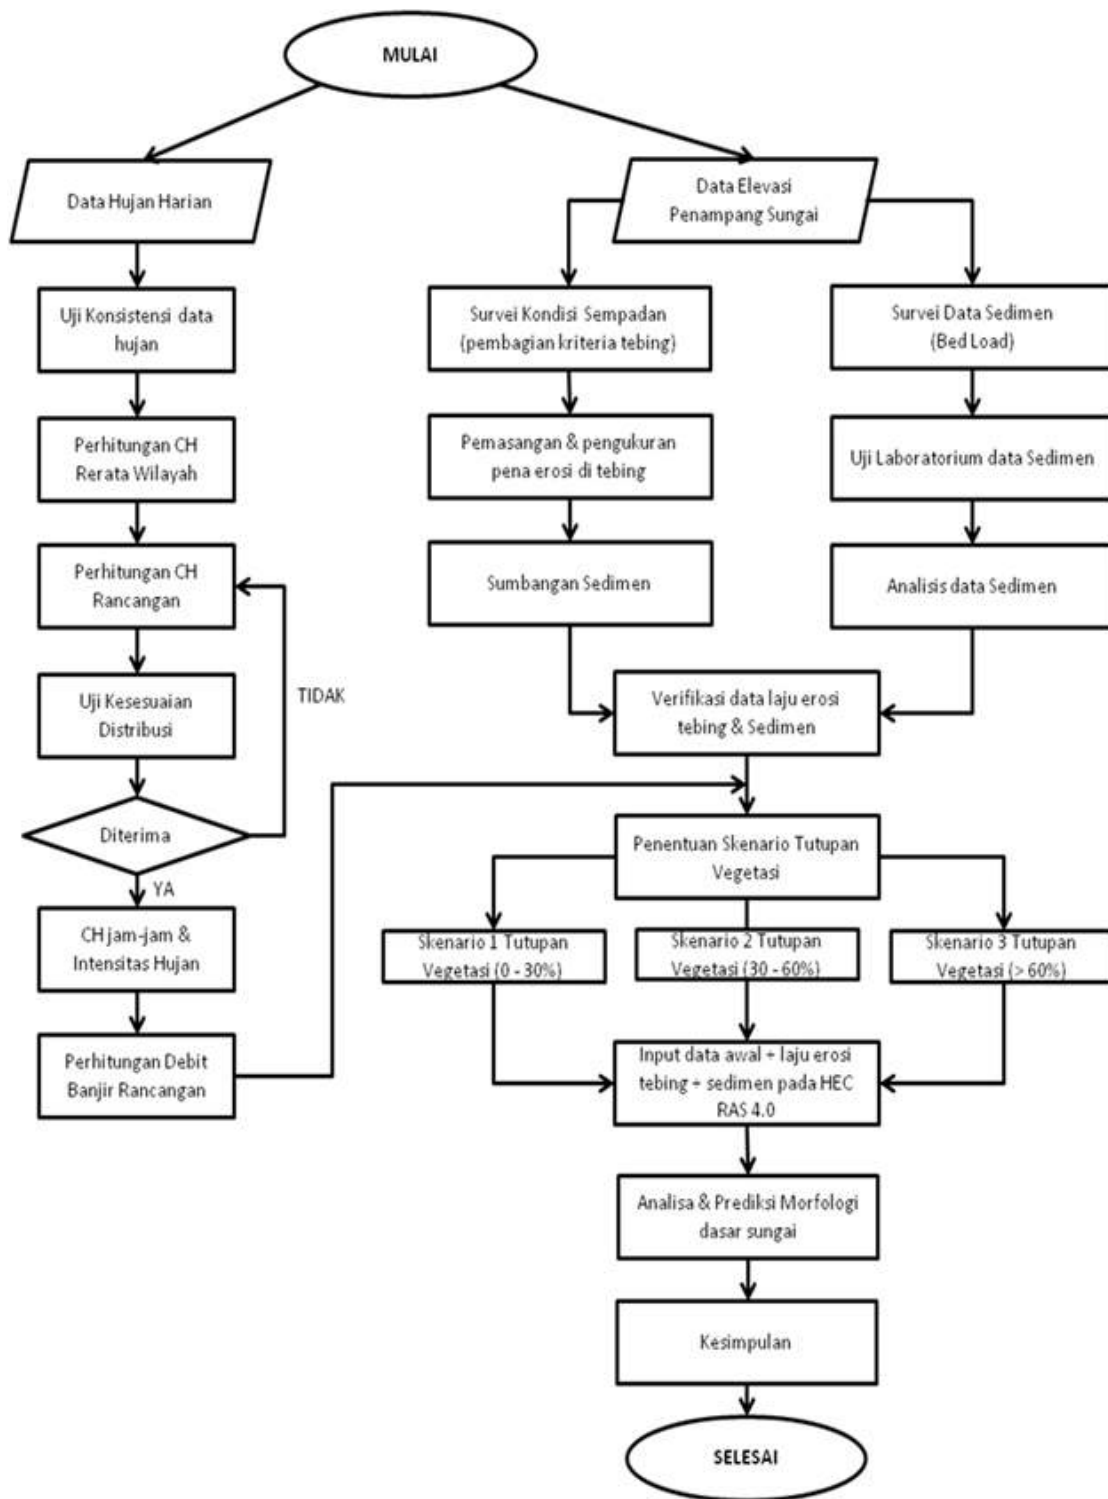 MULAI
Data Hujan Harian
Uji Konsistensi data
hujan
Perhitungan CH
Rerata Wilayah
Perhitungan CH
Rancangan
Uji Kesesuaian
Distribusi
TIDAK
Diterima
YA
CH jam-jam &
Intensitas Hujan
Perhitungan Debit
Banjir Rancangan
Data Elevasi
Penampang Sungai
Survei Kondisi Sempadan
(pembagian kriteria tebing)
Pemasangan & pengukuran
pena erosi di tebing
Sumbangan Sedimen
Survei Data Sedimen
(Bed Load)
Uji Laboratorium data Sedimen
Analisis data Sedimen
Verifikasi data laju erosi
tebing & Sedimen
Penentuan Skenario Tutupan
Vegetasi
Skenario 1 Tutupan
Vegetasi (0 - 30%)
Skenario 2 Tutupan
Vegetasi (30 - 60%)
Skenario 3 Tutupan
Vegetasi (> 60%)
Input data awal + laju erosi
tebing + sedimen pada HEC
RAS 4.0
Analisa & Prediksi Morfologi
dasar sungai
Kesimpulan
SELESAI